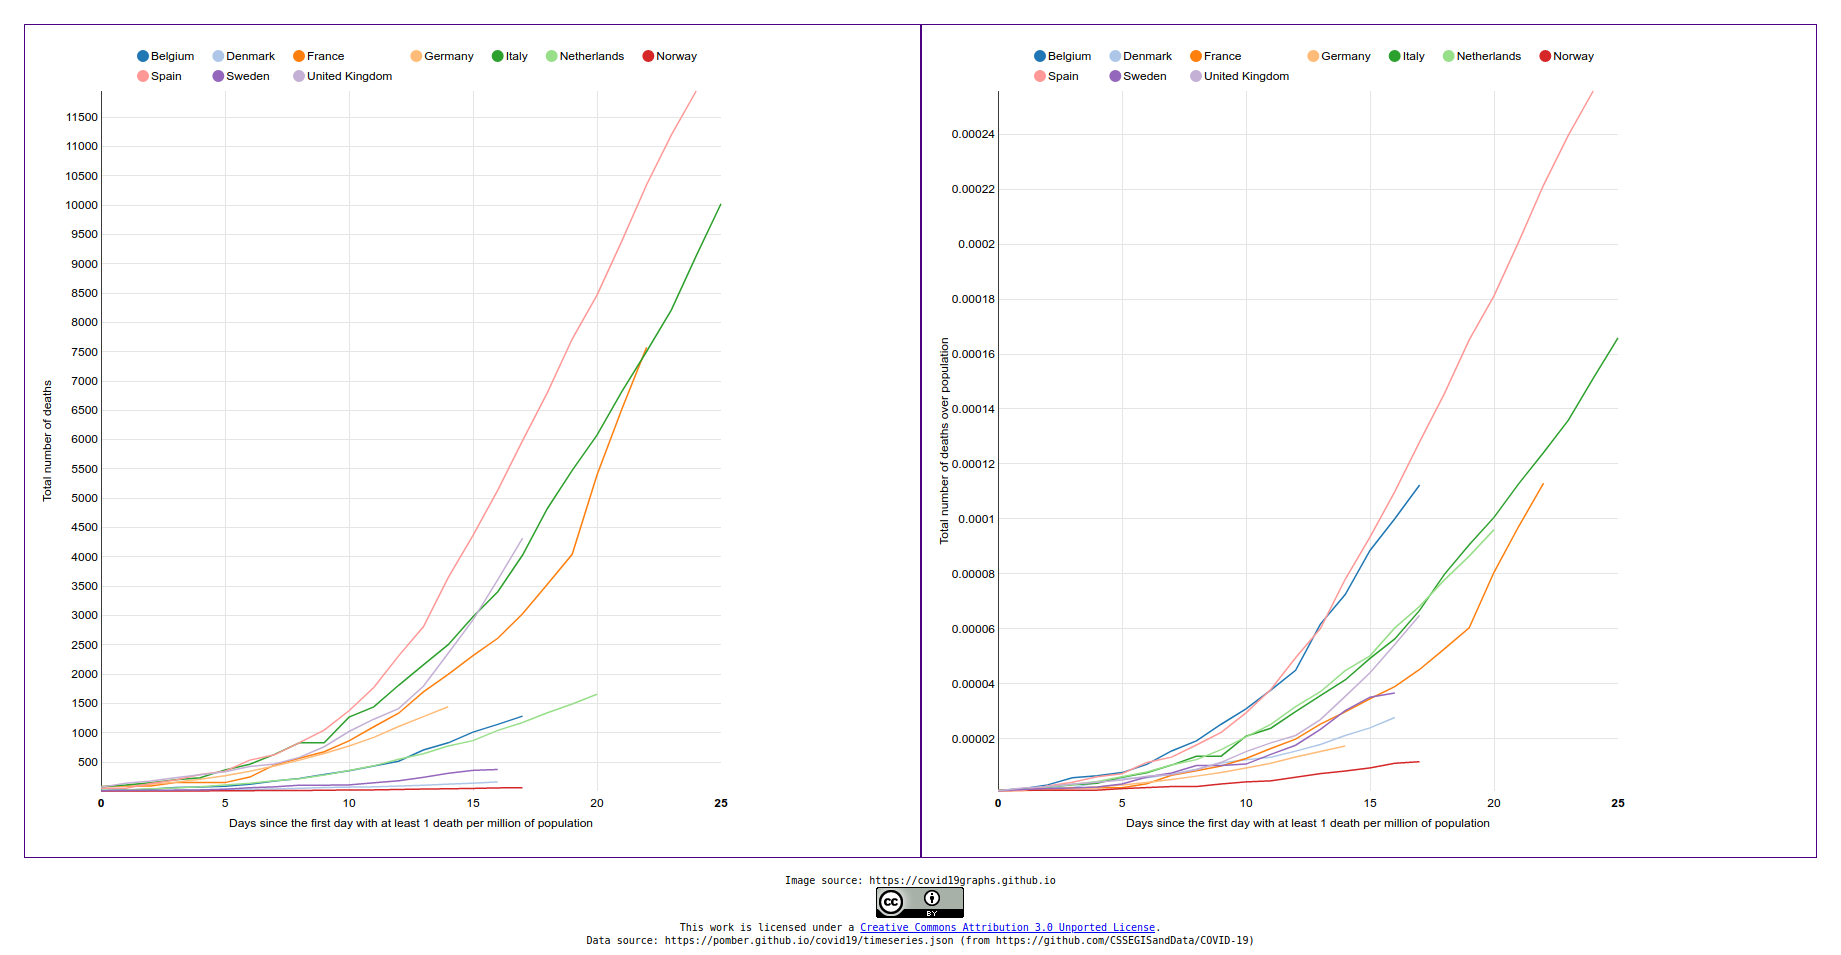 Belgium Denmark France Germany Italy Netherlands Norway
Spain Sweden United Kingdom
11500
11000
10500
10000
9500
9000
8500
8000
7500
7000
6500
6000
5500
5000
4500
4000
3500
3000
2500
2000
1500
1000
500
Total number of deaths
0 5 10 15 20 25
Days since the first day with at least 1 death per million of population
Belgium Denmark France Germany Italy Netherlands Norway
Spain Sweden United Kingdom
0.00024
0.00022
0.0002
0.00018
0.00016
0.00014
0.00012
0.0001
0.00008
0.00006
0.00004
0.00002
Total number of deaths over population
0 5 10 15 20 25
Days since the first day with at least 1 death per million of population
Image source: https://covid19graphs.github.io
cc BY
This work is licensed under a Creative Commons Attribution 3.0 Unported License.
Data source: https://pomber.github.io/covid19/timeseries.json (from https://github.com/CSSEGISandData/COVID-19)